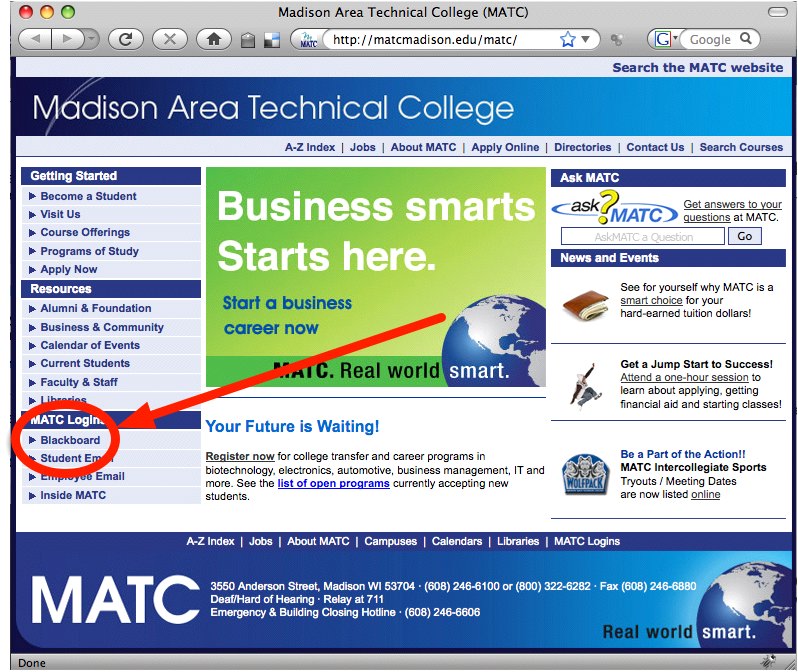 Madison Area Technical College (MATC)
MATC
http://matcmadison.edu/matc/
G
Google
Search the MATC website
Madison Area Technical College
A-Z Index | Jobs | About MATC | Apply Online | Directories | Contact Us | Search Courses
Getting Started
Become a Student
Visit Us
Course Offerings
Programs of Study
Apply Now
Resources
Alumni & Foundation
Business & Community
Calendar of Events
Current Students
Faculty & Staff
Libraries
MATC Logins
Blackboard
Student Email
Employee Email
Inside MATC
Business smarts
Starts here.
Start a business
career now
MATC. Real world smart.
Your Future is Waiting!
Register now for college transfer and career programs in
biotechnology, electronics, automotive, business management, IT and
more. See the list of open programs currently accepting new
students.
Ask MATC
ask ? MATC
Get answers to your
questions at MATC.
AskMATC a Question
Go
News and Events
See for yourself why MATC is a
smart choice for your
hard-earned tuition dollars!
Get a Jump Start to Success!
Attend a one-hour session to
learn about applying, getting
financial aid and starting classes!
WOLFPACK
Be a Part of the Action!!
MATC Intercollegiate Sports
Tryouts / Meeting Dates
are now listed online
A-Z Index | Jobs | About MATC | Campuses | Calendars | Libraries | MATC Logins
MATC
3550 Anderson Street, Madison WI 53704 · (608) 246-6100 or (800) 322-6282 · Fax (608) 246-6880
Deaf/Hard of Hearing · Relay at 711
Emergency & Building Closing Hotline · (608) 246-6606
Real world smart.
Done